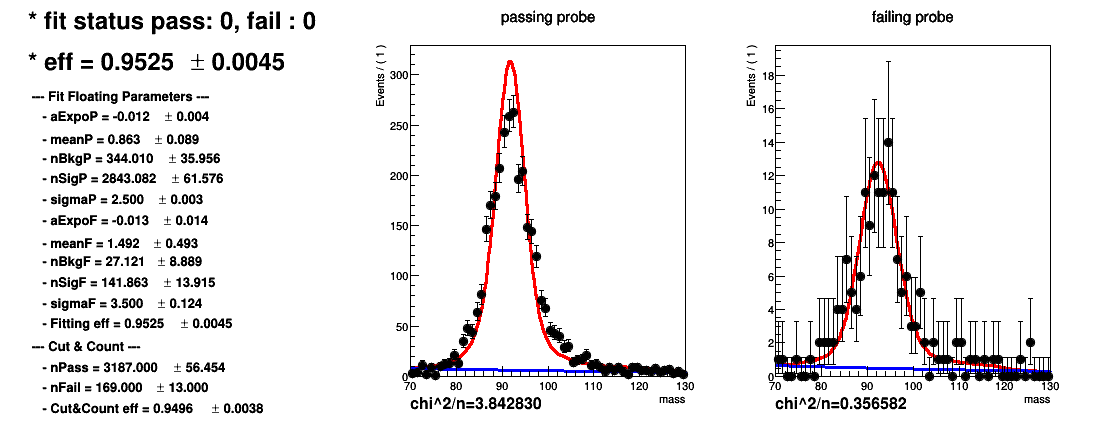 * fit status pass: 0, fail : 0
* eff = 0.9525 ± 0.0045
--- Fit Floating Parameters ---
- aExpoP = -0.012 ± 0.004
- meanP = 0.863 ± 0.089
- nBkgP = 344.010 ± 35.956
- nSigP = 2843.082 ± 61.576
- sigmaP = 2.500 ± 0.003
- aExpoF = -0.013 ± 0.014
- meanF = 1.492 ± 0.493
- nBkgF = 27.121 ± 8.889
- nSigF = 141.863 ± 13.915
- sigmaF = 3.500 ± 0.124
- Fitting eff = 0.9525 ± 0.0045
--- Cut & Count ---
- nPass = 3187.000 ± 56.454
- nFail = 169.000 ± 13.000
- Cut&Count eff = 0.9496 ± 0.0038
passing probe
Events / ( 1 )
300
250
200
150
100
50
0
70 80 90 100 110 120 130
mass
chi^2/n=3.842830
failing probe
Events / ( 1 )
18
16
14
12
10
8
6
4
2
0
70 80 90 100 110 120 130
mass
chi^2/n=0.356582